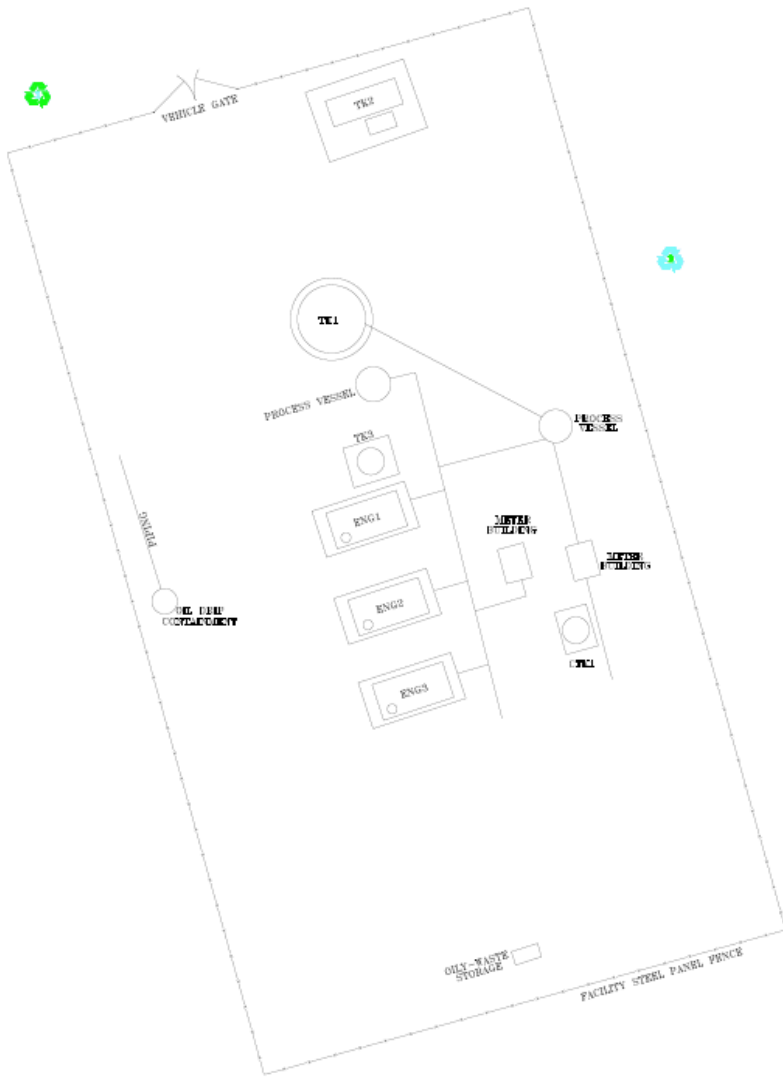 VEHICLE GATE
TK2
TK1
PROCESS VESSEL
PROCESS
VESSEL
TK3
ENG1
METER
BUILDING
PIPING
METER
BUILDING
ENG2
OIL DRIP
CONTAINMENT
ENG3
OILY-WASTE
STORAGE
FACILITY STEEL PANEL FENCE